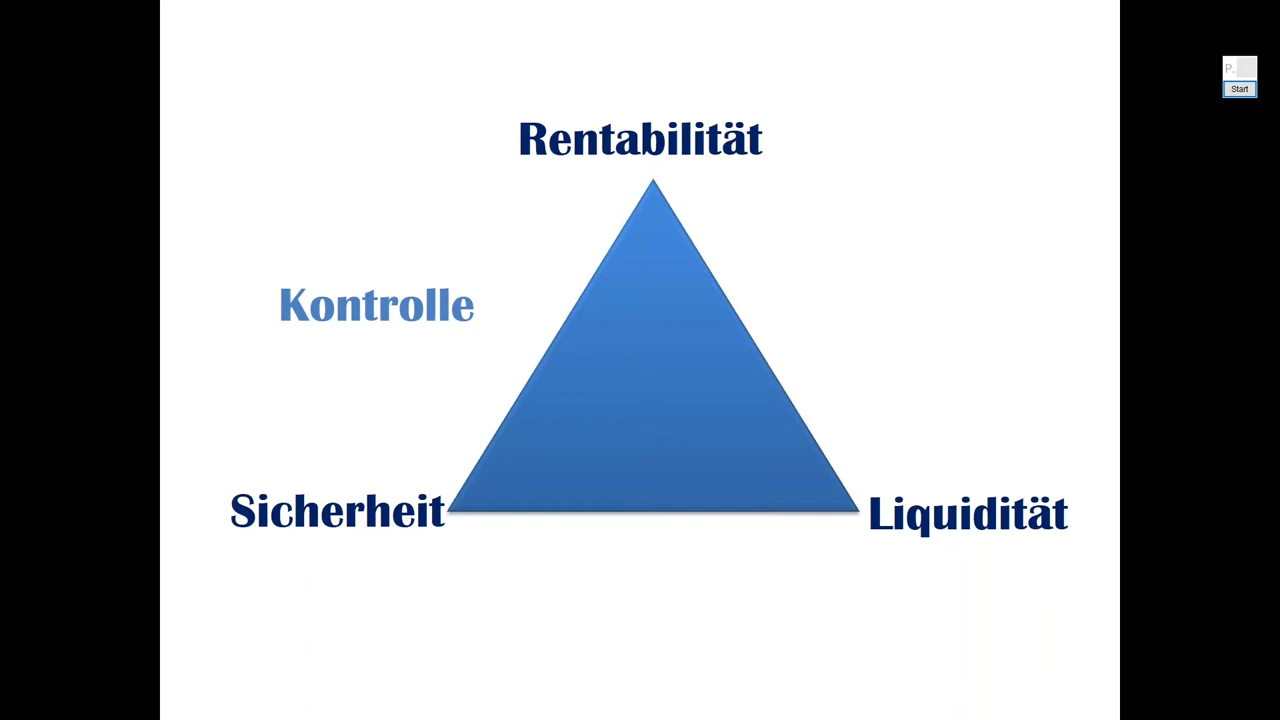 Rentabilität
P..
Start
Kontrolle
Sicherheit
Liquidität